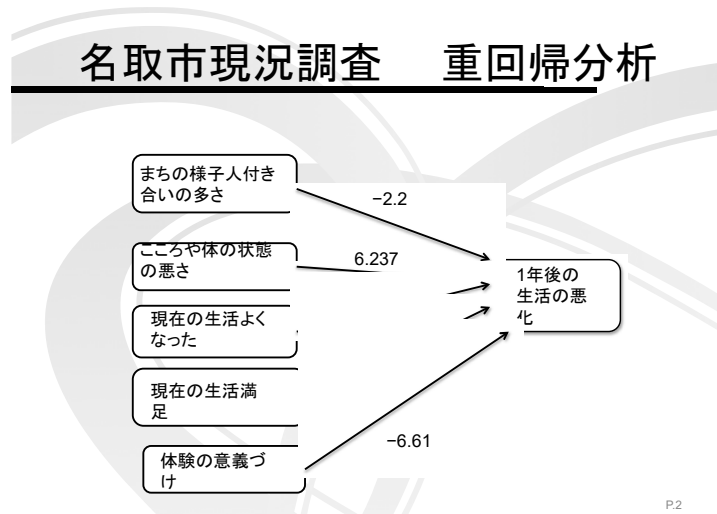 名取市現況調査 重回帰分析
まちの様子人付き
合いの多さ
−2.2
こころや体の状態
の悪さ
6.237
1年後の
生活の悪
化
現在の生活よく
なった
現在の生活満
足
体験の意義づ
け
−6.61
P.2